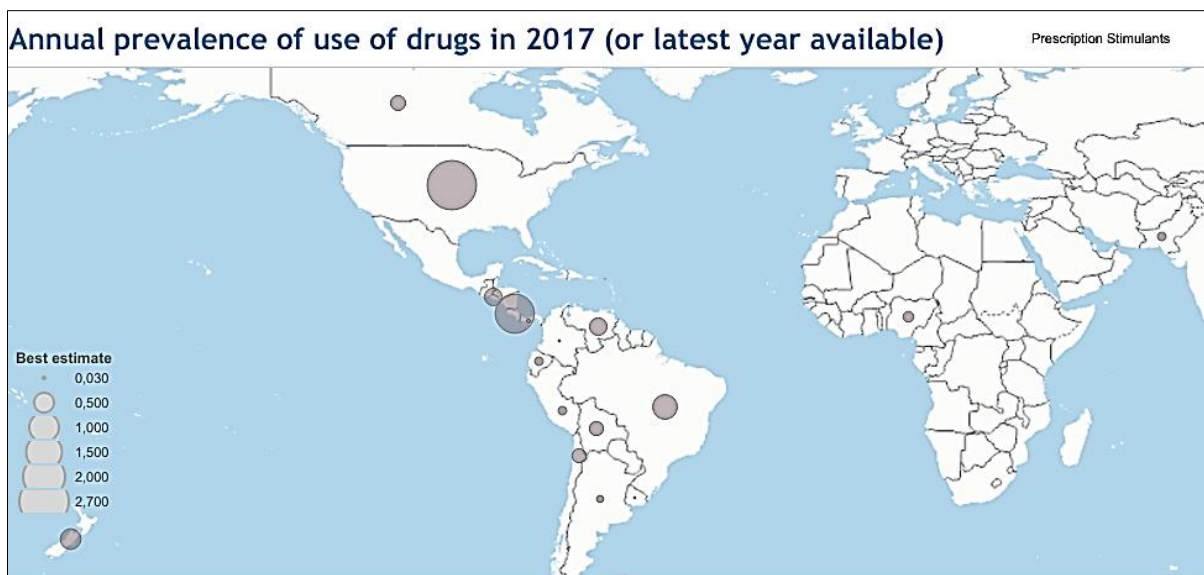 Annual prevalence of use of drugs in 2017 (or latest year available)
Prescription Stimulants
Best estimate
0,030
0,500
1,000
1,500
2,000
2,700